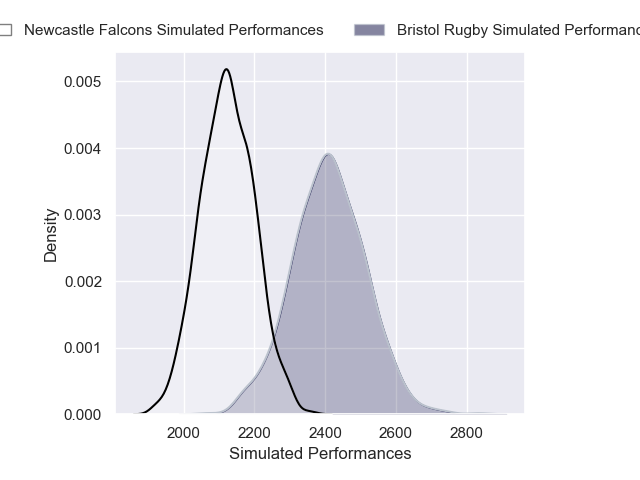 Newcastle Falcons Simulated Performances
Bristol Rugby Simulated
0.005
0.004
0.003
0.002
0.001
0.000
Density
2000 2200 2400 2600 2800
Simulated Performances